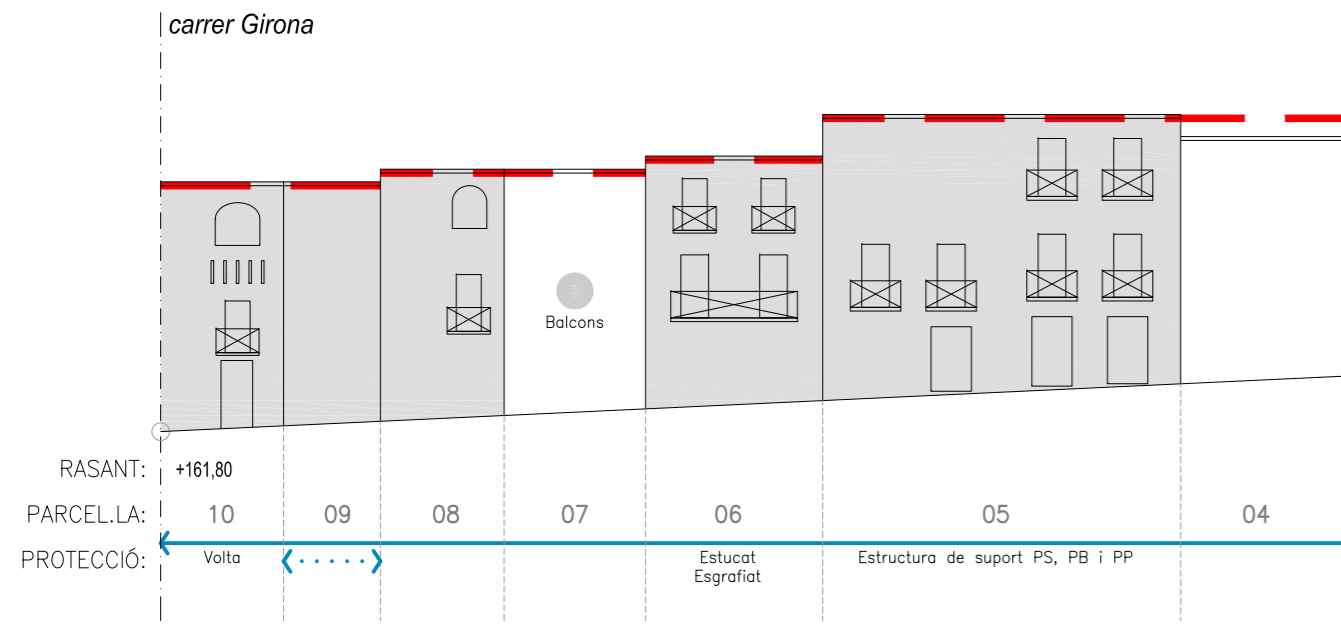 carrer Girona
Balcons
RASANT: +161,80
PARCEL.LA: 10 09 08 07 06 05 04
PROTECCIÓ: Volta Estucat Estructura de suport PS, PB i PP
Esgrafiat